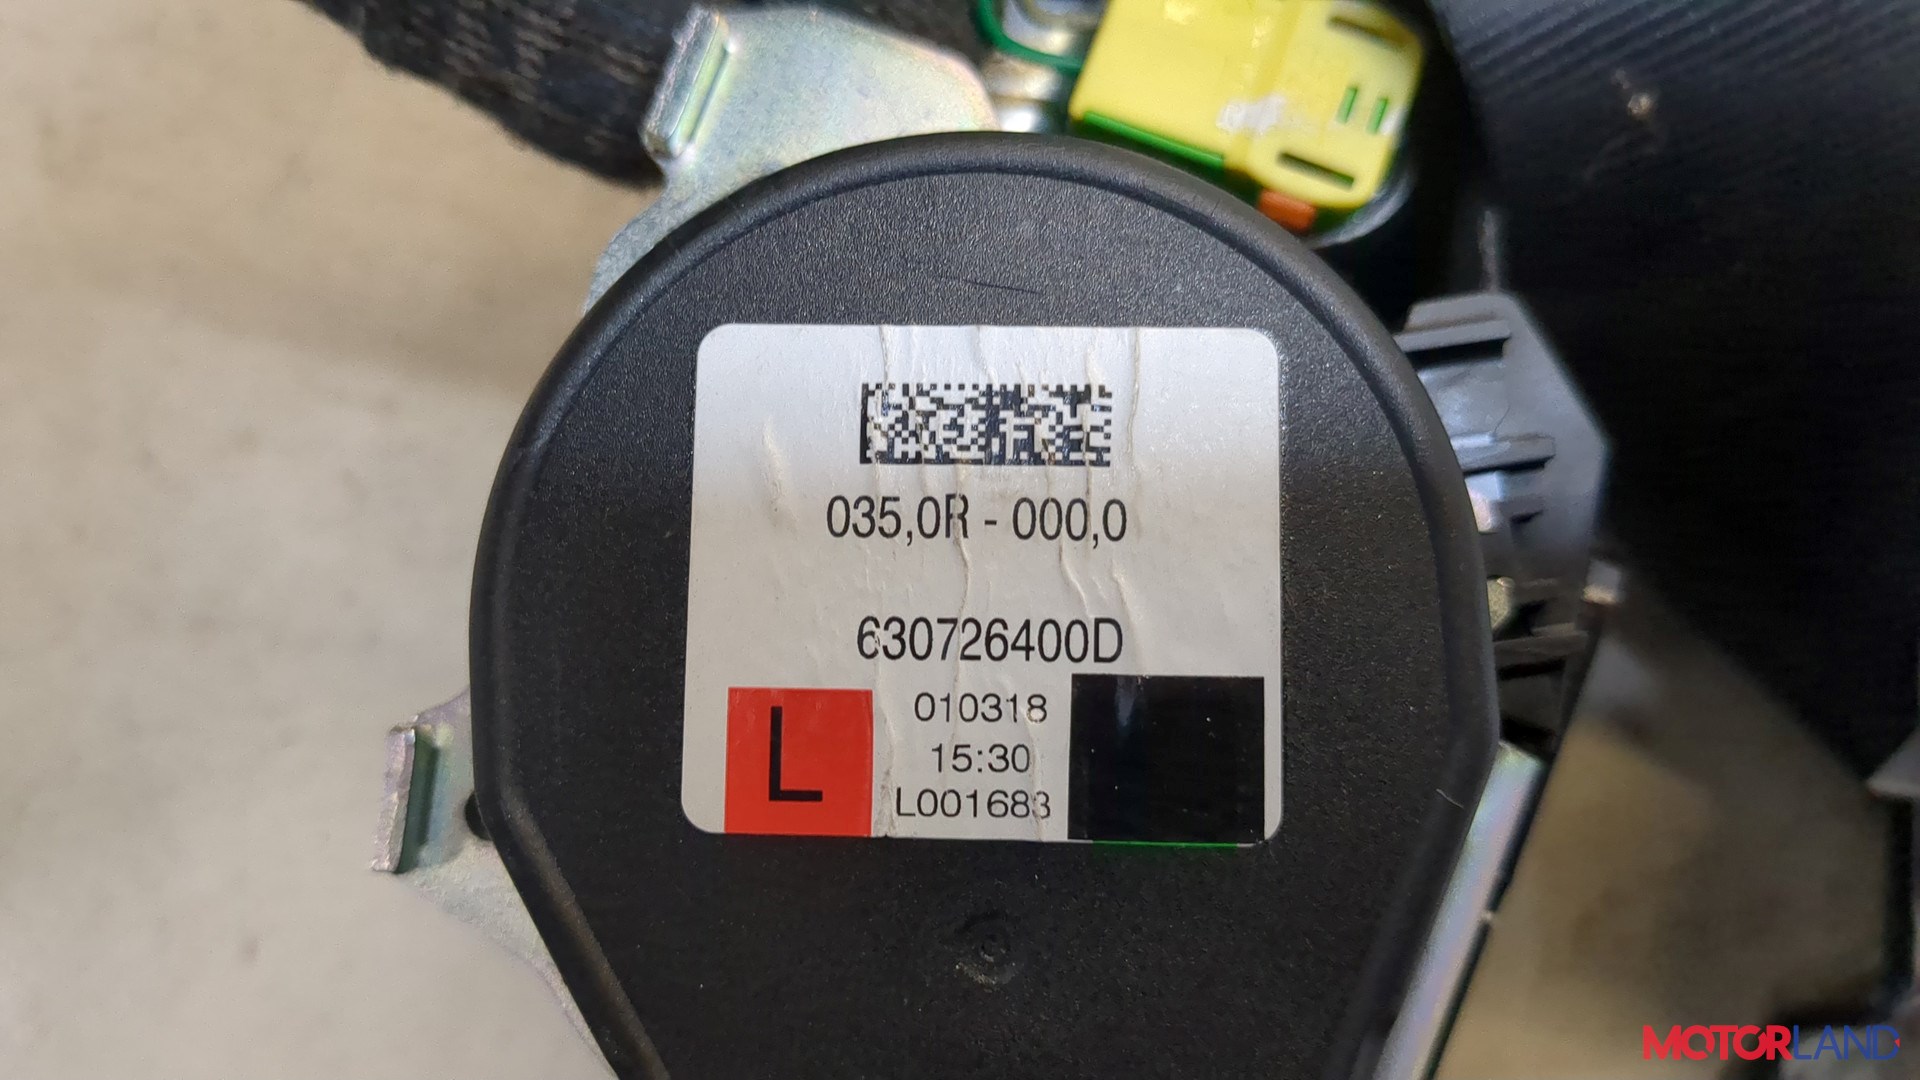 035,0R - 000,0
630726400D
010318
15:30
L L001683
MOTORLAND